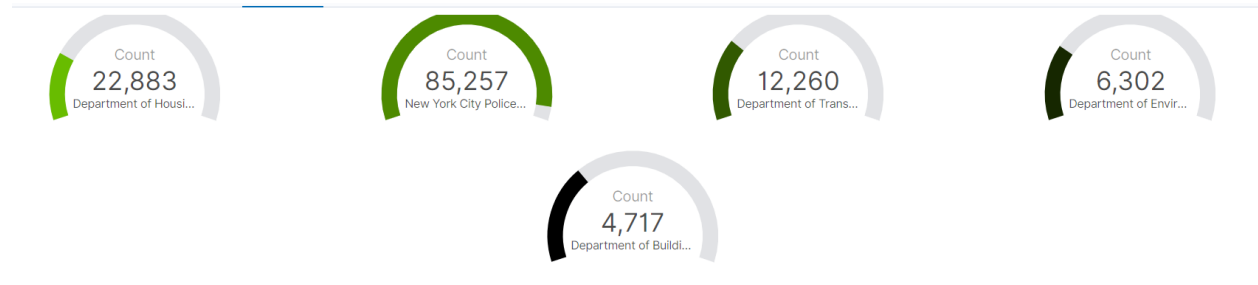 Count
22,883
Department of Housi...
Count
85,257
New York City Police...
Count
12,260
Department of Trans...
Count
6,302
Department of Envir...
Count
4,717
Department of Buildi...